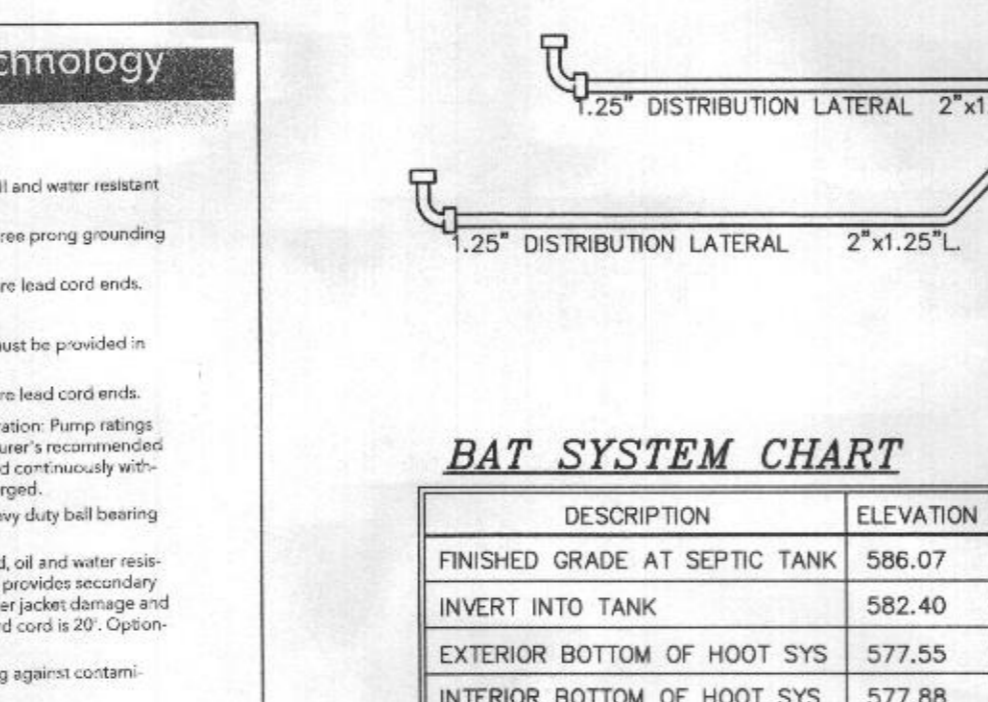 chnology
il and water resistant
ree prong grounding
re lead cord ends.
ust be provided in
re lead cord ends.
ation: Pump ratings
urer's recommended
d continuously with-
rged.
avy duty ball bearing
d, oil and water resis-
provides secondary
er jacket damage and
rd cord is 20'. Option-
g against contami-
1.25" DISTRIBUTION LATERAL 2"x1.
1.25" DISTRIBUTION LATERAL 2"x1.25"L.
BAT SYSTEM CHART
DESCRIPTION ELEVATION
FINISHED GRADE AT SEPTIC TANK 586.07
INVERT INTO TANK 582.40
EXTERIOR BOTTOM OF HOOT SYS 577.55
INTERIOR BOTTOM OF HOOT SYS 577.88